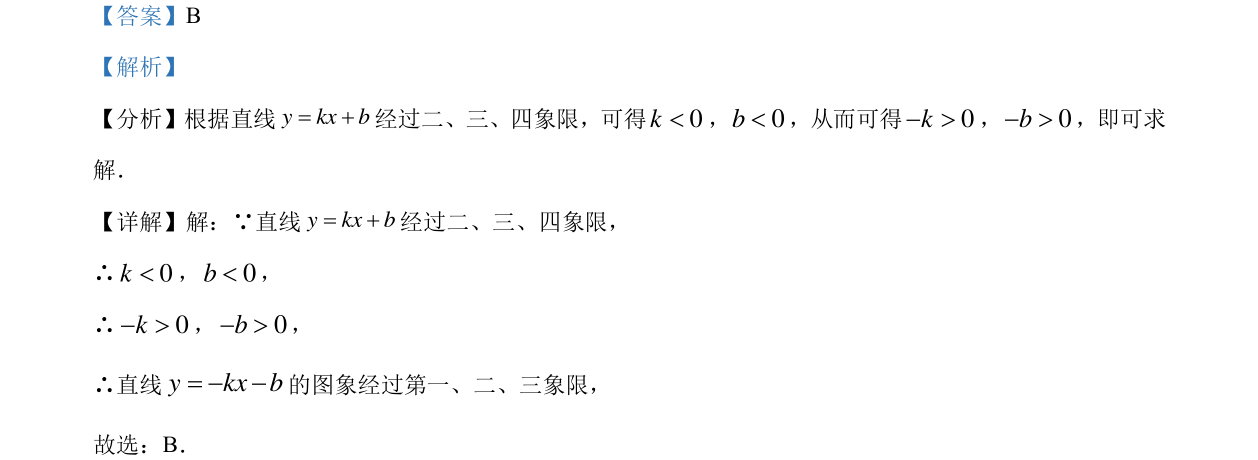 【答案】B
【解析】
【分析】根据直线 y = kx + b 经过二、三、四象限，可得 k < 0，b < 0，从而可得 −k > 0，−b > 0，即可求
解．
【详解】解：∵直线 y = kx + b 经过二、三、四象限，
∴ k < 0，b < 0，
∴ −k > 0，−b > 0，
∴直线 y = −kx − b 的图象经过第一、二、三象限，
故选：B．